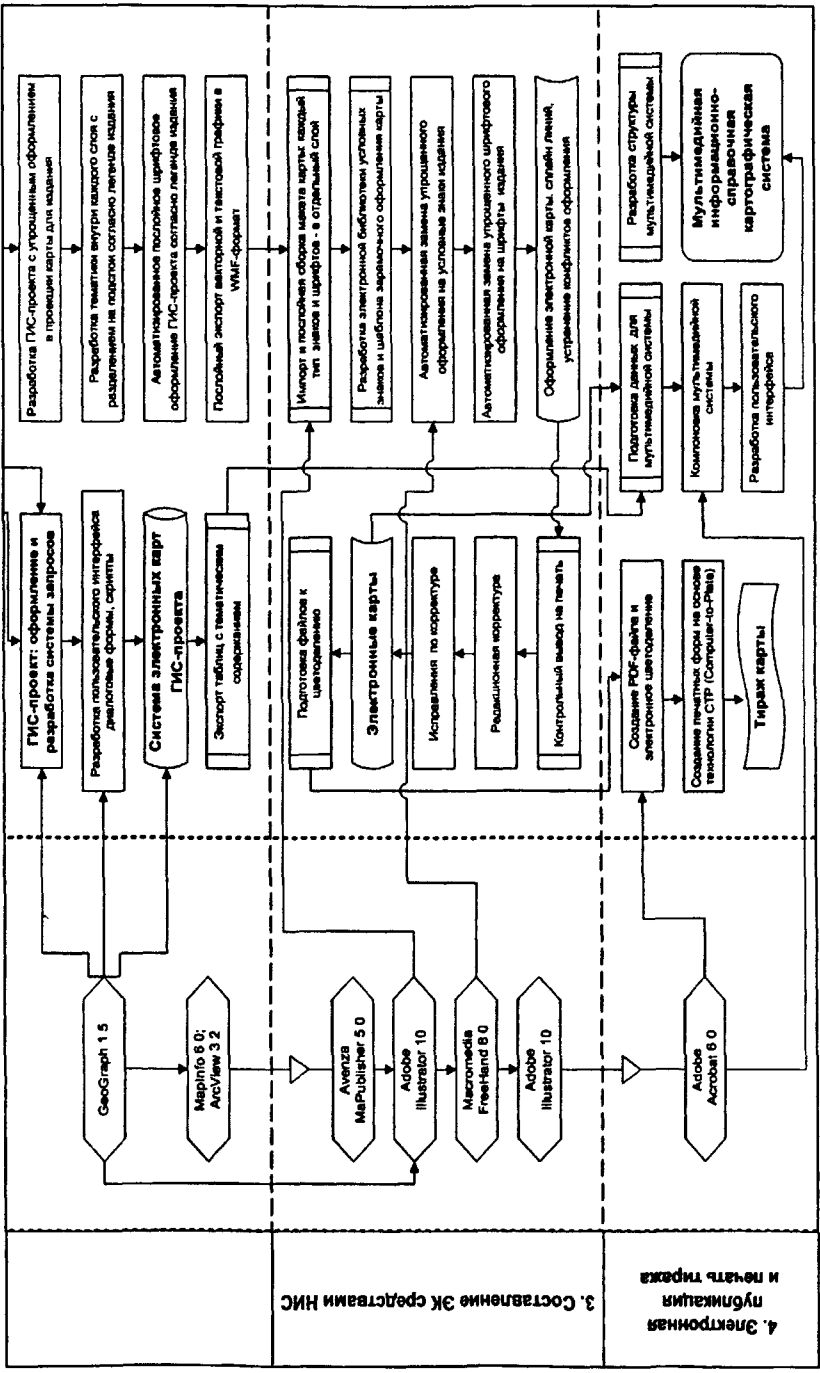 GeoGraph 1 5
MapInfo 6 0;
ArcView 3 2
ГИС-проект: оформление и
разработка системы запросов
Разработка пользовательского интерфейса
диалоговые формы, скрипты
Система электронных карт
ГИС-проекта
Экспорт таблиц с тематическим
содержанием
Разработка ГИС-проекта с упрощенным оформлением
в проекции карты для издания
Разработка тематики внутри каждого слоя с
разделением на подслои согласно легенде издания
Автоматизированное послойное шрифтовое
оформление ГИС-проекта согласно легенде издания
Послойный экспорт векторной и текстовой графики в
WMF-формат
3. Составление ЭК средствами НИС
Avenza
MaPublisher 5 0
Adobe
Illustrator 10
Macromedia
FreeHand 8 0
Adobe
Illustrator 10
Подготовка файлов к
цветоделению
Электронные карты
Исправления по корректуре
Редакционная корректура
Контрольный вывод на печать
Импорт и послойная сборка макета карты: каждый
тип знаков и шрифтов - в отдельный слой
Разработка электронной библиотеки условных
знаков и шаблона зарамочного оформления карты
Автоматизированная замена упрощенного
оформления на условные знаки издания
Автоматизированная замена упрощенного шрифтового
оформления на шрифты издания
Оформление электронной карты. сплайн линий,
устранение конфликтов оформления
4. Электронная
публикация
и печать тиража
Adobe
Acrobat 6 0
Создание PDF-файла и
электронное цветоделение
Создание печатных форм на основе
технологии CTP (Computer-to-Plate)
Тираж карты
Подготовка данных для
мультимедийной системы
Компоновка мультимедийной
системы
Разработка пользовательского
интерфейса
Разработка структуры
мультимедийной системы
Мультимедийная
информационно-
справочная
картографическая
система